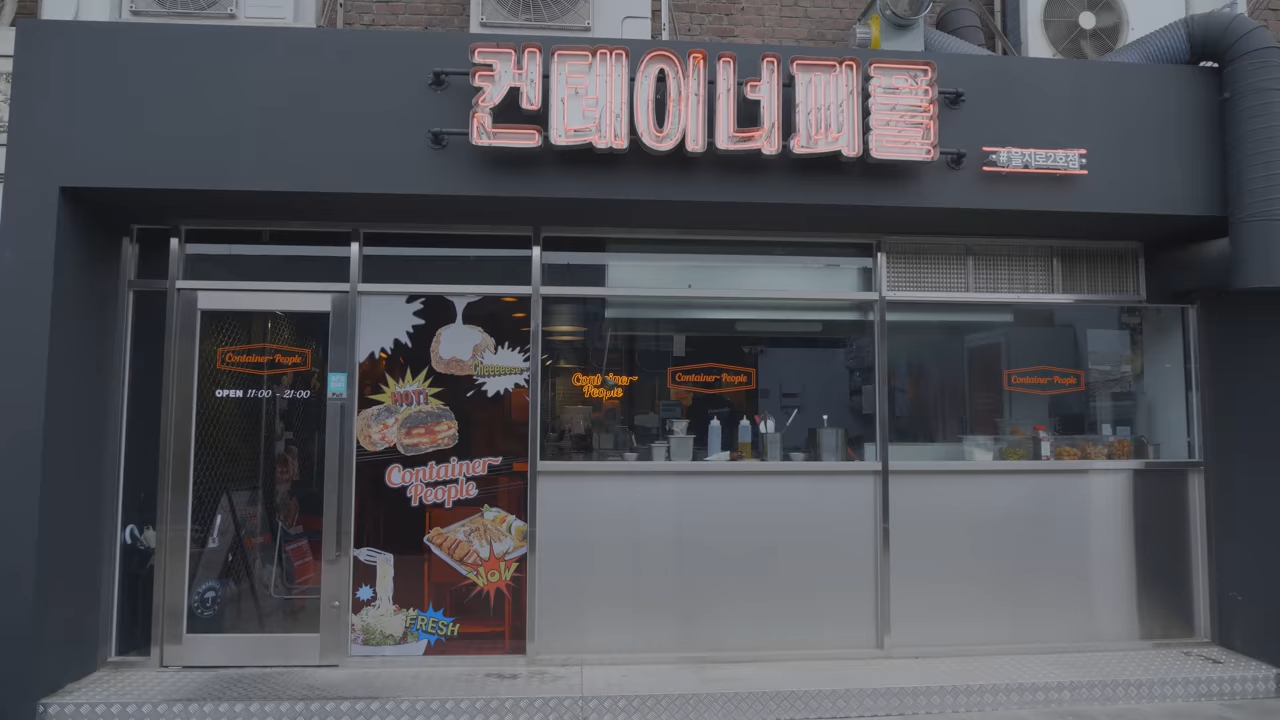 컨테이너피플
#을지로2호점
Container~People
OPEN 11:00 - 21:00
Cheeeeese~
HOT!
Container~
People
WOW
FRESH
Container~
People
Container~People
Container~People